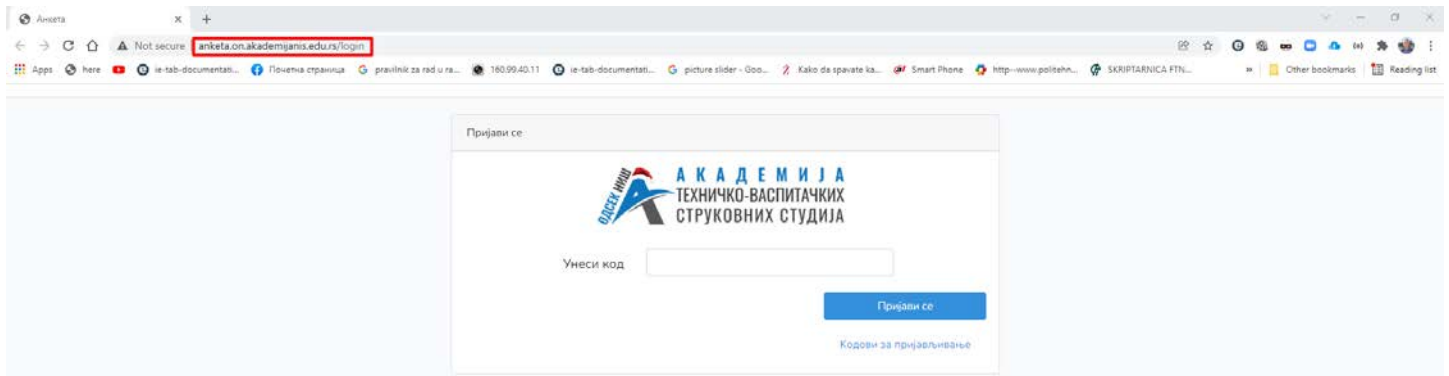 Анкета
Not secure anketa.on.akademijanis.edu.rs/login
Apps here ie-tab-documentati... Почетна страница pravilnik za rad u ra... 160.99.40.11 ie-tab-documentati... picture slider - Goo... Kako da spavate ka... Smart Phone http--www.politehn... SKRIPTARNICA FTN... » Other bookmarks Reading list
Пријави се
ОДСЕК НИШ
АКАДЕМИЈА
ТЕХНИЧКО-ВАСПИТАЧКИХ
СТРУКОВНИХ СТУДИЈА
Унеси код
Пријави се
Кодови за пријављивање